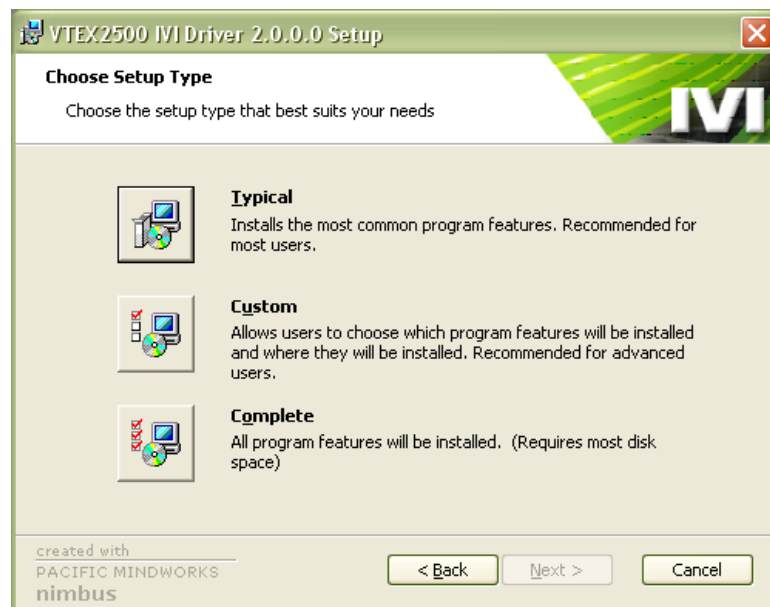 VTEX2500 IVI Driver 2.0.0.0 Setup
Choose Setup Type
Choose the setup type that best suits your needs
IVI
Typical
Installs the most common program features. Recommended for
most users.
Custom
Allows users to choose which program features will be installed
and where they will be installed. Recommended for advanced
users.
Complete
All program features will be installed. (Requires most disk
space)
created with
PACIFIC MINDWORKS
nimbus
< Back Next > Cancel